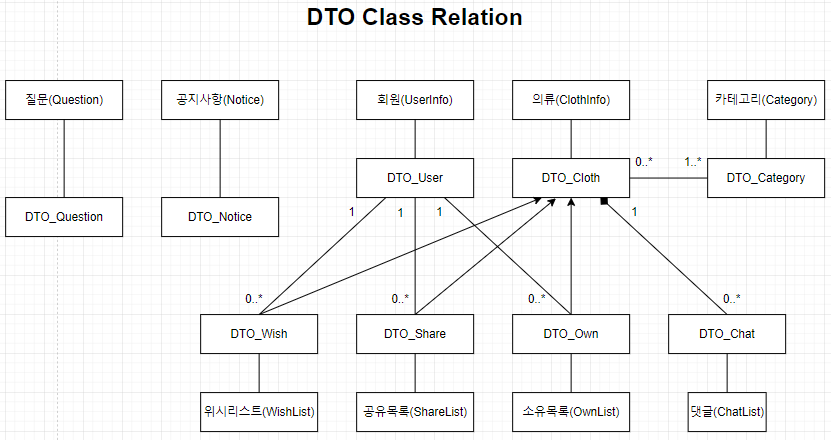 DTO Class Relation
질문(Question)
공지사항(Notice)
회원(UserInfo)
의류(ClothInfo)
카테고리(Category)
0..*
1..*
DTO_User
DTO_Cloth
DTO_Category
DTO_Question
DTO_Notice
1
1
1
1
0..*
0..*
0..*
0..*
DTO_Wish
DTO_Share
DTO_Own
DTO_Chat
위시리스트(WishList)
공유목록(ShareList)
소유목록(OwnList)
댓글(ChatList)